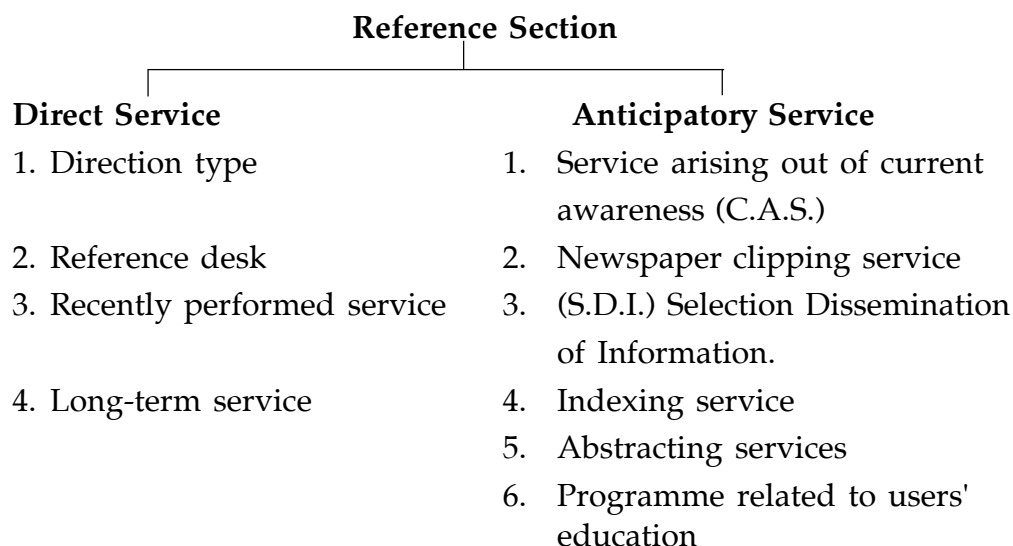 Reference Section
Direct Service
1. Direction type
2. Reference desk
3. Recently performed service
4. Long-term service
Anticipatory Service
1. Service arising out of current
awareness (C.A.S.)
2. Newspaper clipping service
3. (S.D.I.) Selection Dissemination
of Information.
4. Indexing service
5. Abstracting services
6. Programme related to users'
education